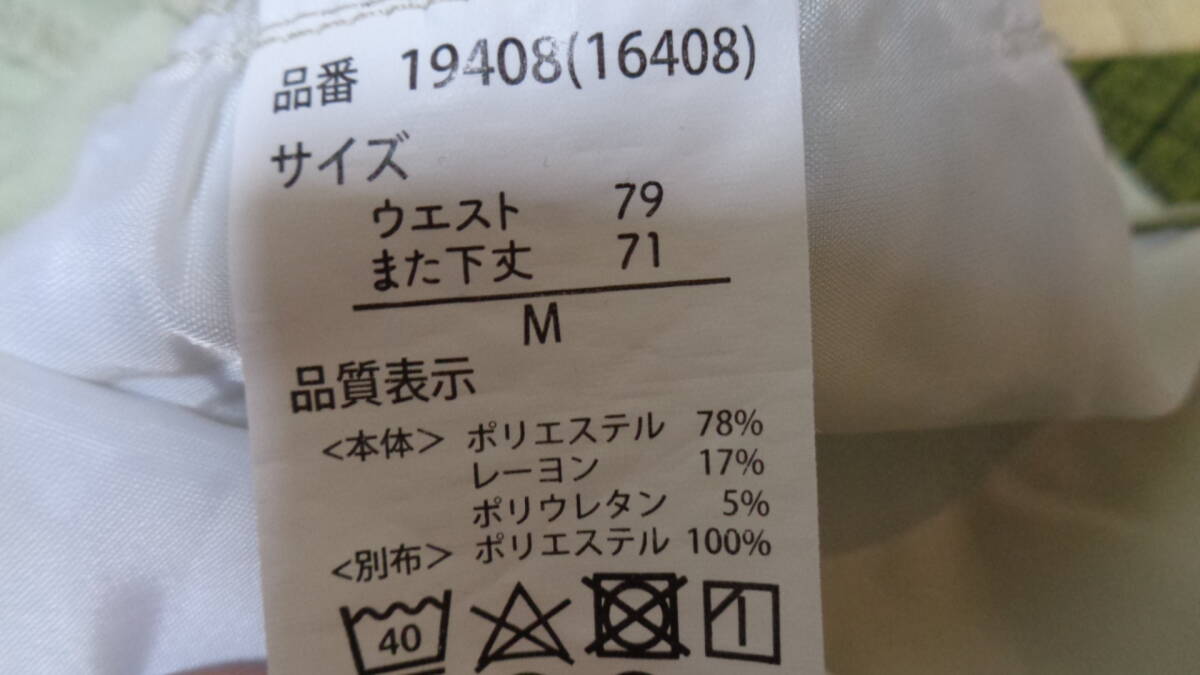 品番 19408(16408)
サイズ
ウエスト 79
また下丈 71
M
品質表示
<本体> ポリエステル 78%
レーヨン 17%
ポリウレタン 5%
<別布> ポリエステル 100%
40